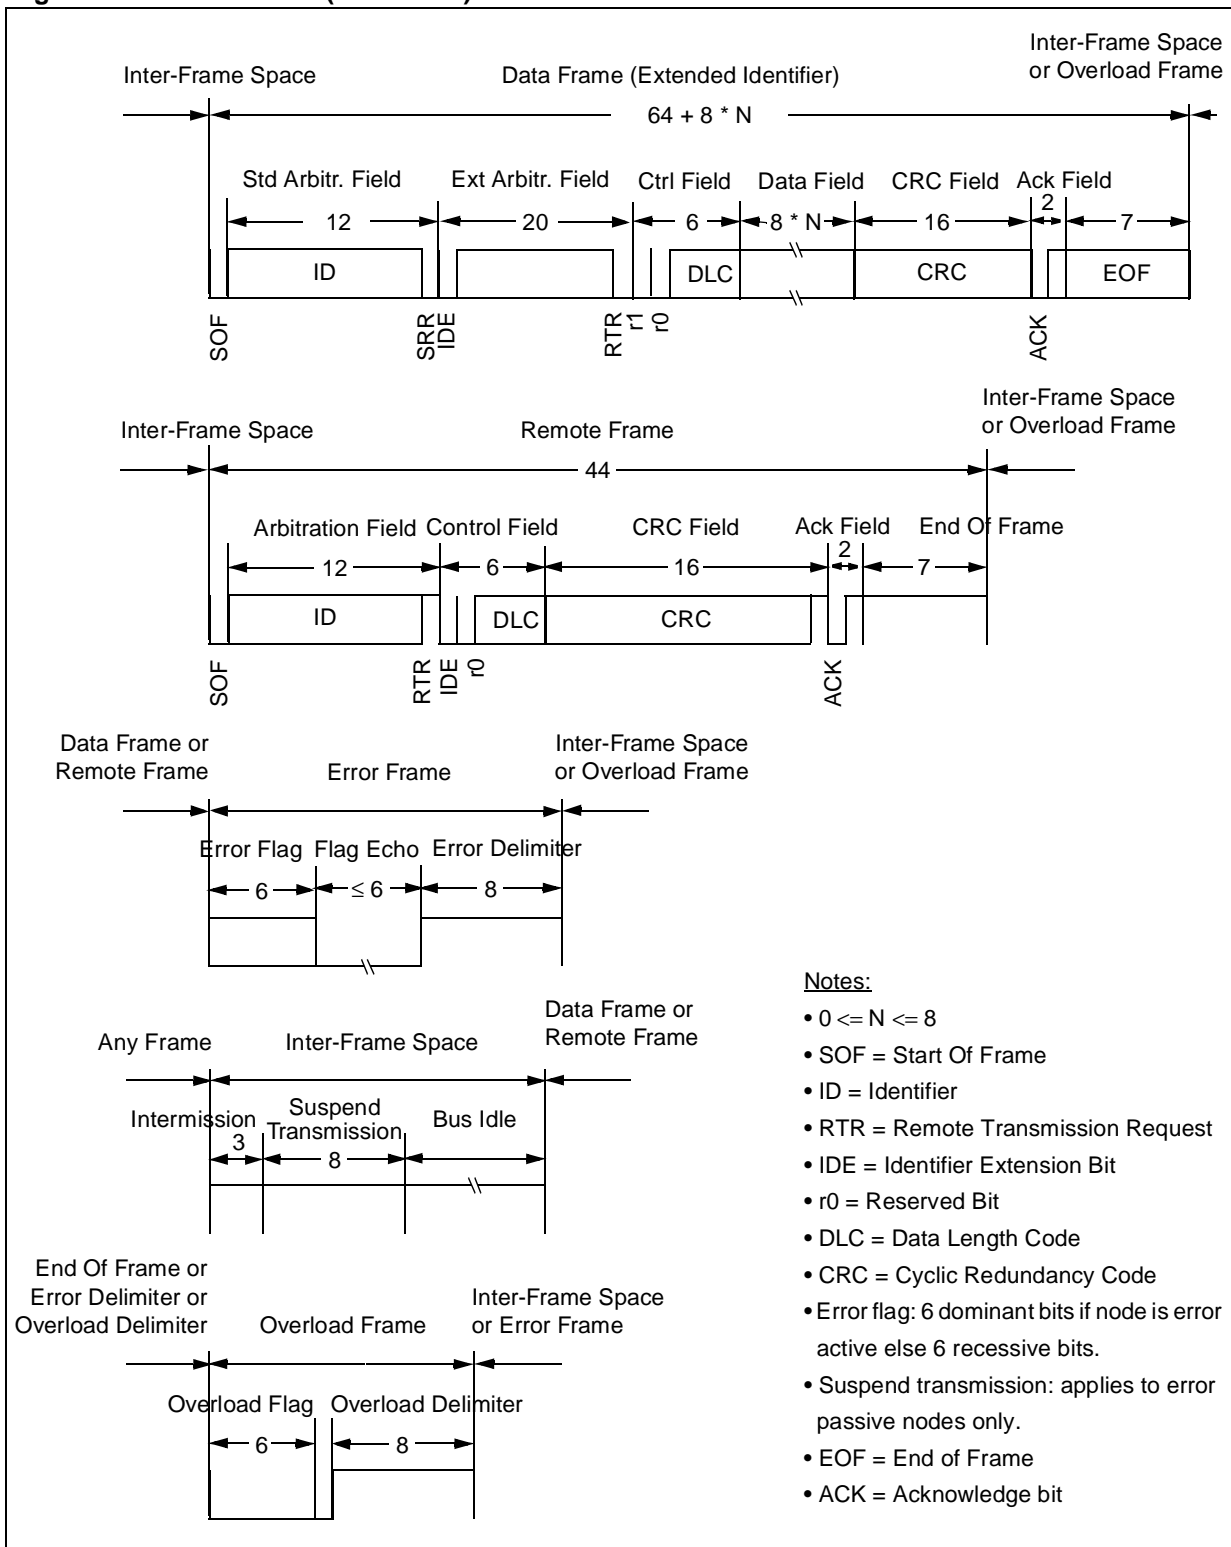 Inter-Frame Space
Data Frame (Extended Identifier)
Inter-Frame Space
or Overload Frame
64 + 8 * N
Std Arbitr. Field
Ext Arbitr. Field
Ctrl Field
Data Field
CRC Field
Ack Field
12
20
6
8 * N
16
2
7
ID
DLC
CRC
EOF
SOF
SRR
IDE
RTR
r1
r0
ACK
Inter-Frame Space
Remote Frame
Inter-Frame Space
or Overload Frame
44
Arbitration Field
Control Field
CRC Field
Ack Field
End Of Frame
12
6
16
2
7
ID
DLC
CRC
SOF
RTR
IDE
r0
ACK
Data Frame or
Remote Frame
Error Frame
Inter-Frame Space
or Overload Frame
Error Flag
Flag Echo
Error Delimiter
6
≤ 6
8
Any Frame
Inter-Frame Space
Data Frame or
Remote Frame
Intermission
Suspend
Transmission
Bus Idle
3
8
End Of Frame or
Error Delimiter or
Overload Delimiter
Overload Frame
Inter-Frame Space
or Error Frame
Overload Flag
Overload Delimiter
6
8
Notes:
• 0 <= N <= 8
• SOF = Start Of Frame
• ID = Identifier
• RTR = Remote Transmission Request
• IDE = Identifier Extension Bit
• r0 = Reserved Bit
• DLC = Data Length Code
• CRC = Cyclic Redundancy Code
• Error flag: 6 dominant bits if node is error
active else 6 recessive bits.
• Suspend transmission: applies to error
passive nodes only.
• EOF = End of Frame
• ACK = Acknowledge bit